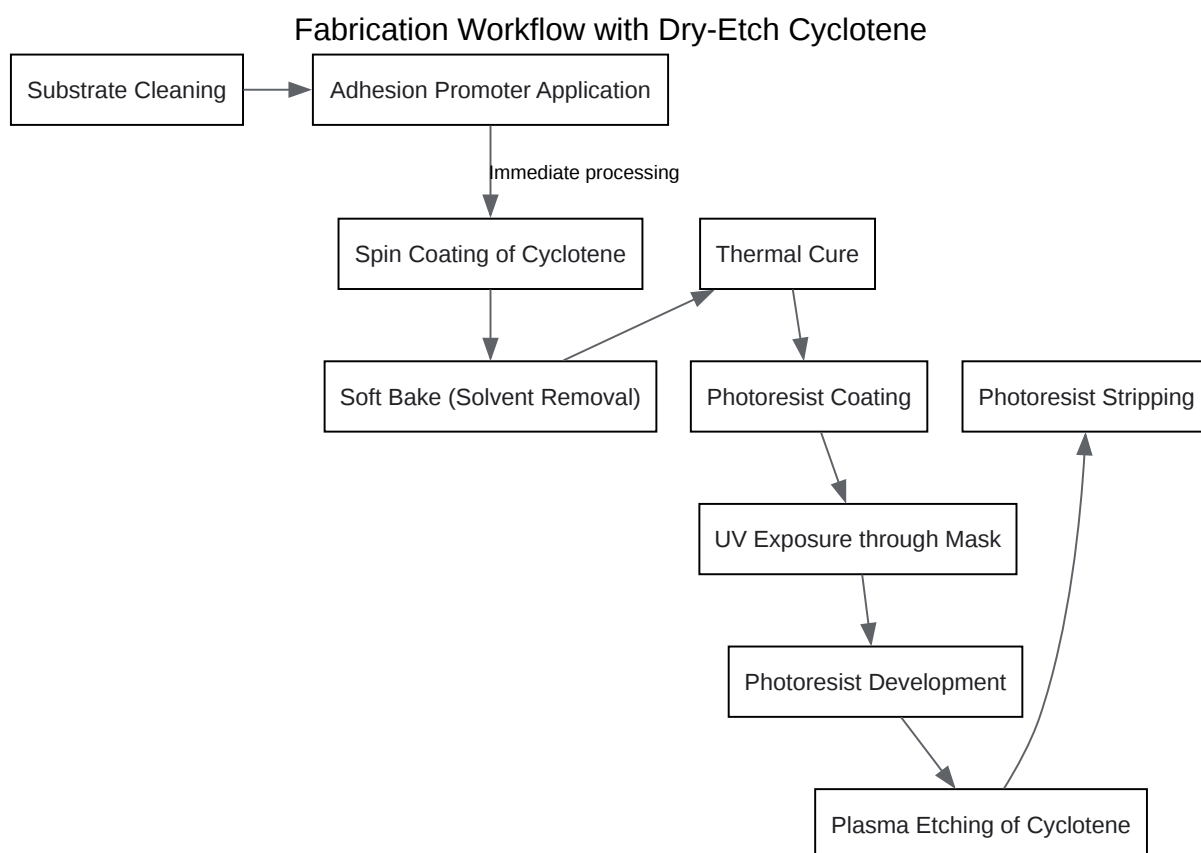 Fabrication Workflow with Dry-Etch Cyclotene
Substrate Cleaning
Adhesion Promoter Application
Immediate processing
Spin Coating of Cyclotene
Thermal Cure
Soft Bake (Solvent Removal)
Photoresist Coating
Photoresist Stripping
UV Exposure through Mask
Photoresist Development
Plasma Etching of Cyclotene